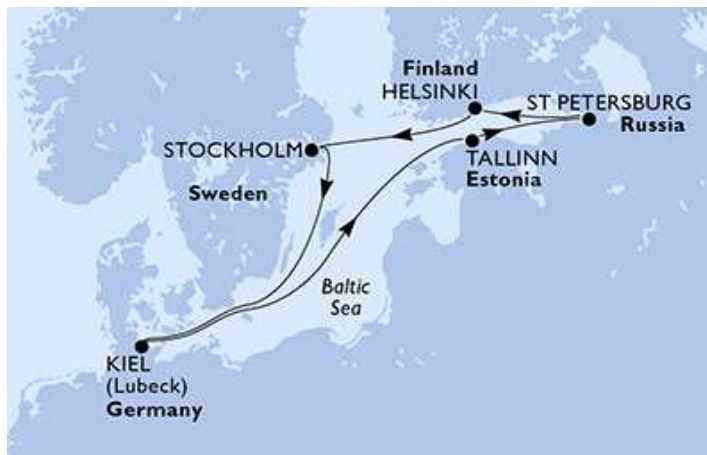 Finland
HELSINKI
ST PETERSBURG
Russia
STOCKHOLM
TALLINN
Estonia
Sweden
Baltic
Sea
KIEL
(Lubeck)
Germany